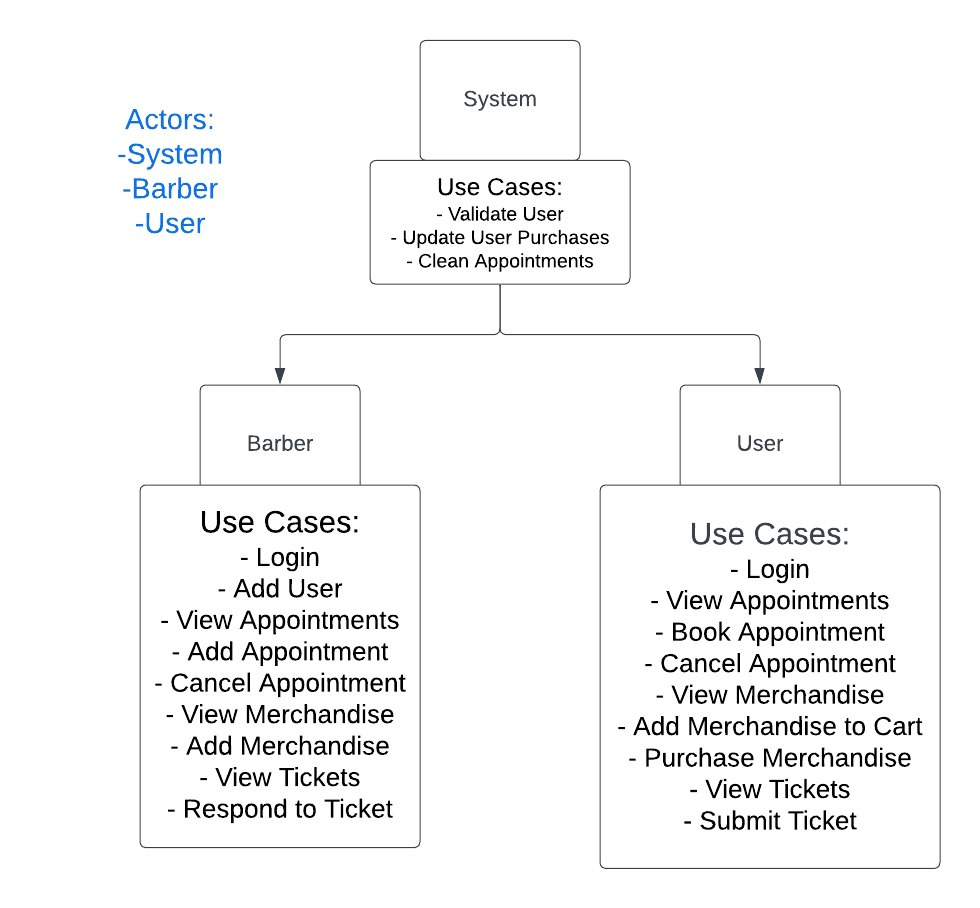 System
Actors:
-System
-Barber
-User
Use Cases:
- Validate User
- Update User Purchases
- Clean Appointments
Barber
Use Cases:
- Login
- Add User
- View Appointments
- Add Appointment
- Cancel Appointment
- View Merchandise
- Add Merchandise
- View Tickets
- Respond to Ticket
User
Use Cases:
- Login
- View Appointments
- Book Appointment
- Cancel Appointment
- View Merchandise
- Add Merchandise to Cart
- Purchase Merchandise
- View Tickets
- Submit Ticket